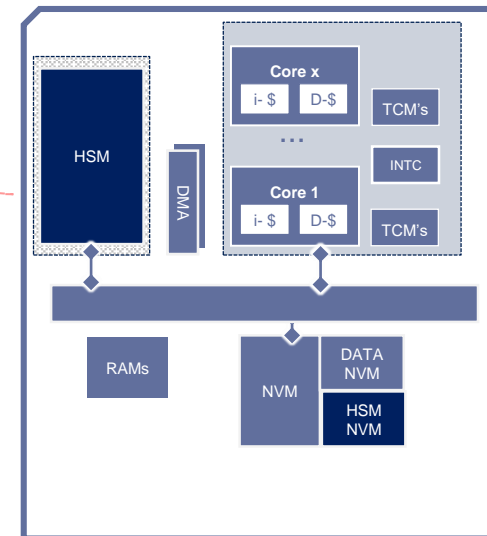 Core x
i- $ D-$
TCM's
HSM
...
INTC
DMA
Core 1
i- $ D-$
TCM's
RAMs
NVM
DATA
NVM
HSM
NVM